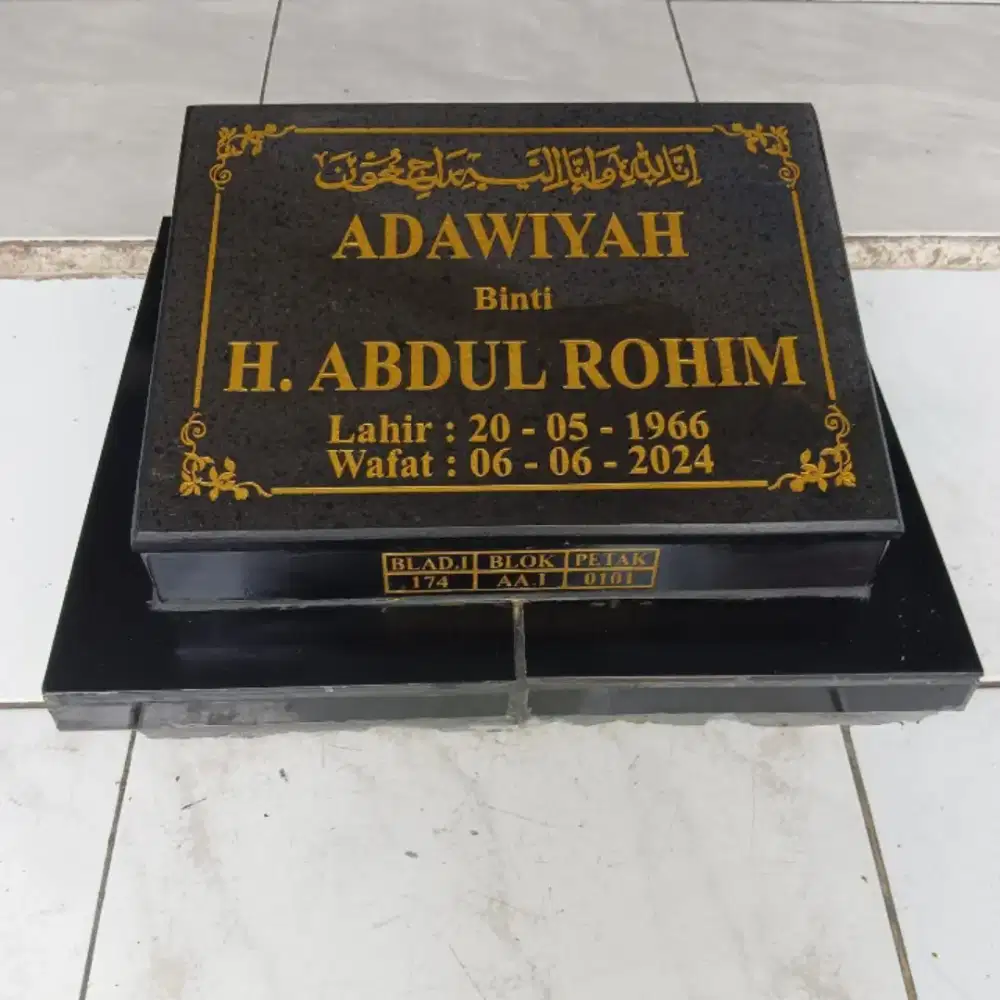 إنا لله وإنا إليه راجعون
ADAWIYAH
Binti
H. ABDUL ROHIM
Lahir : 20 - 05 - 1966
Wafat : 06 - 06 - 2024
BLAD.I BLOK PETAK
174 AA.I 0101